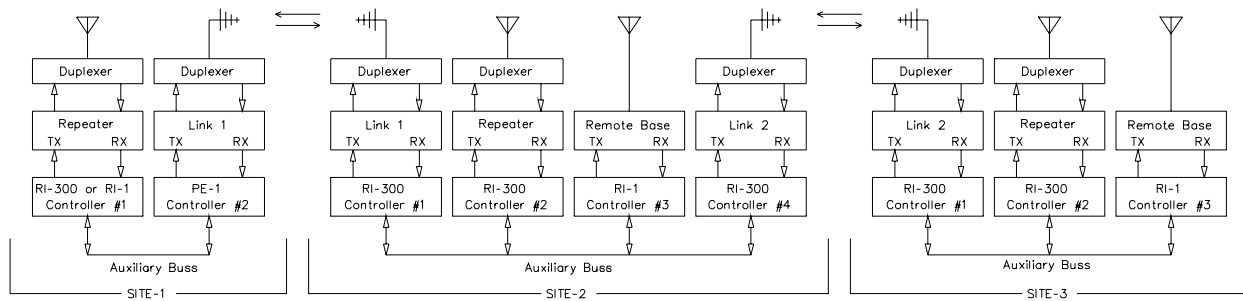 Duplexer Duplexer Duplexer Duplexer Duplexer Duplexer Duplexer
Repeater Link 1 Link 1 Repeater Remote Base Link 2 Link 2 Repeater Remote Base
TX RX TX RX TX RX TX RX TX RX TX RX TX RX TX RX TX RX
RI-300 or RI-1 PE-1 RI-300 RI-300 RI-1 RI-300 RI-300 RI-300 RI-1
Controller #1 Controller #2 Controller #1 Controller #2 Controller #3 Controller #4 Controller #1 Controller #2 Controller #3
Auxiliary Buss Auxiliary Buss Auxiliary Buss
SITE-1 SITE-2 SITE-3